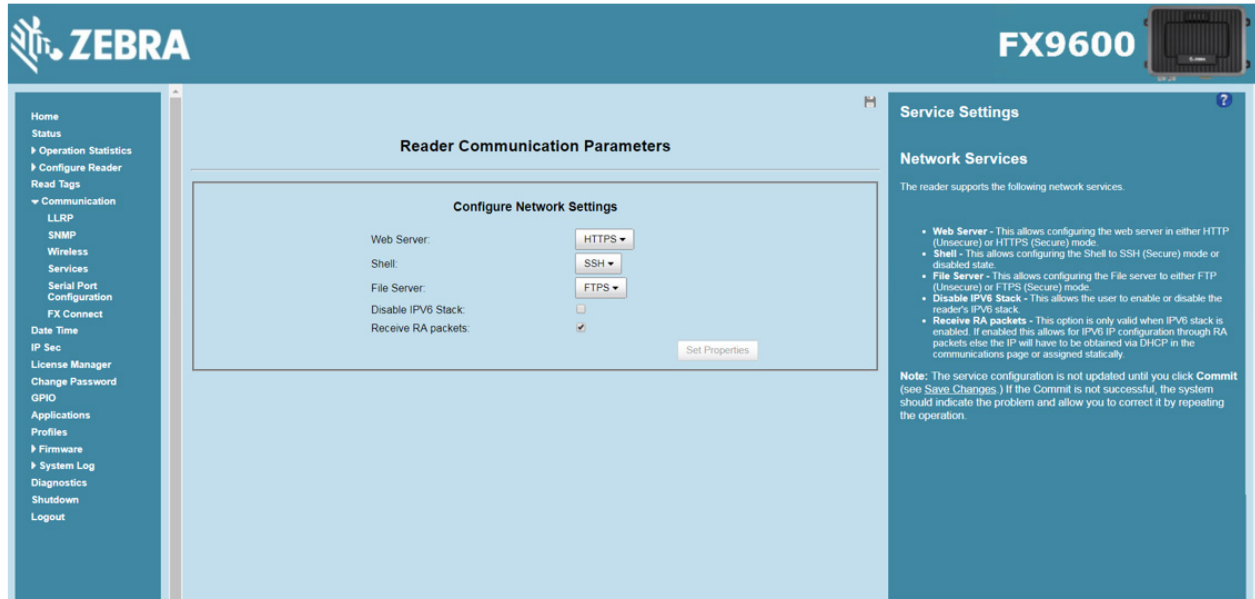 ZEBRA
FX9600
Home
Status
Operation Statistics
Configure Reader
Read Tags
Communication
LLRP
SNMP
Wireless
Services
Serial Port
Configuration
FX Connect
Date Time
IP Sec
License Manager
Change Password
GPIO
Applications
Profiles
Firmware
System Log
Diagnostics
Shutdown
Logout
Reader Communication Parameters
Configure Network Settings
Web Server: HTTPS
Shell: SSH
File Server: FTPS
Disable IPV6 Stack:
Receive RA packets:
Set Properties
?
Service Settings
Network Services
The reader supports the following network services.
• Web Server - This allows configuring the web server in either HTTP
(Unsecure) or HTTPS (Secure) mode.
• Shell - This allows configuring the Shell to SSH (Secure) mode or
disabled state.
• File Server - This allows configuring the File server to either FTP
(Unsecure) or FTPS (Secure) mode.
• Disable IPV6 Stack - This allows the user to enable or disable the
reader's IPV6 stack.
• Receive RA packets - This option is only valid when IPV6 stack is
enabled. If enabled this allows for IPV6 IP configuration through RA
packets else the IP will have to be obtained via DHCP in the
communications page or assigned statically.
Note: The service configuration is not updated until you click Commit
(see Save Changes.) If the Commit is not successful, the system
should indicate the problem and allow you to correct it by repeating
the operation.